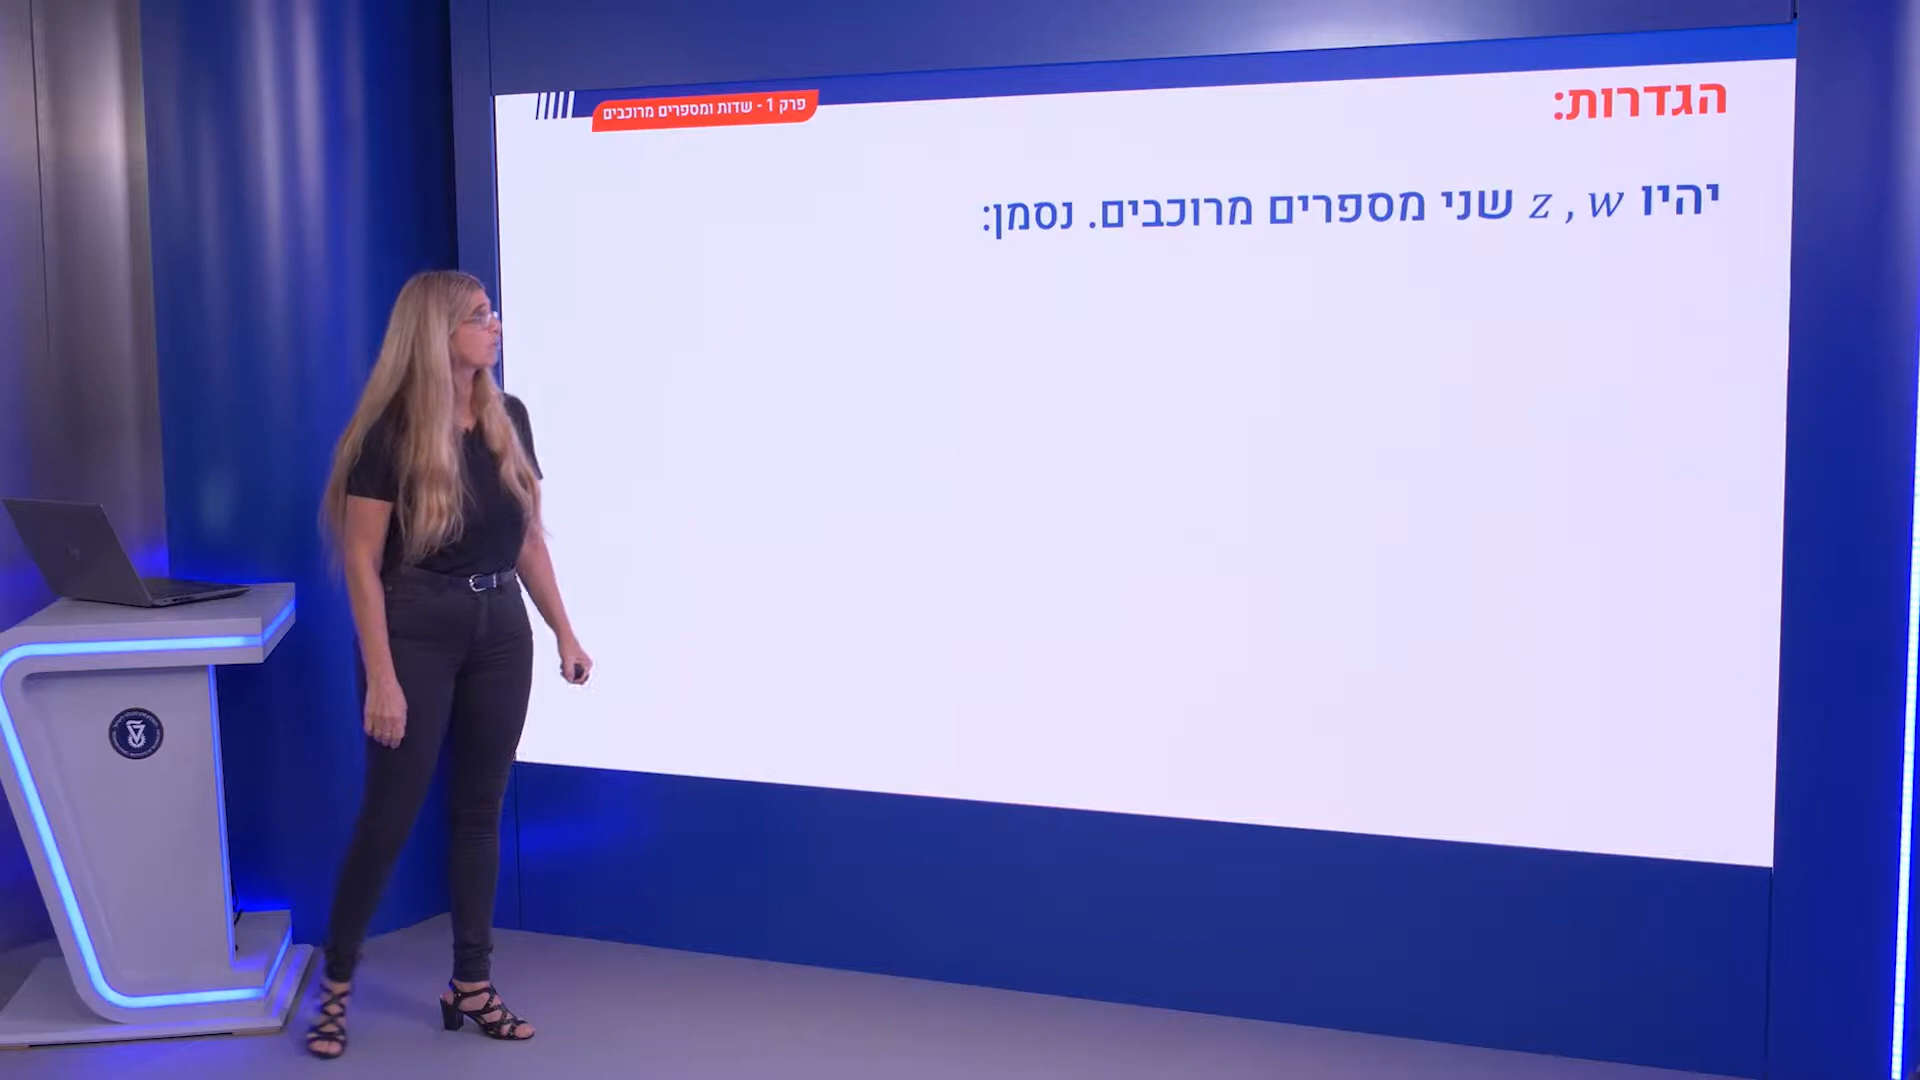 פרק 1 - שדות ומספרים מרוכבים
הגדרות:
יהיו z , w שני מספרים מרוכבים. נסמן: